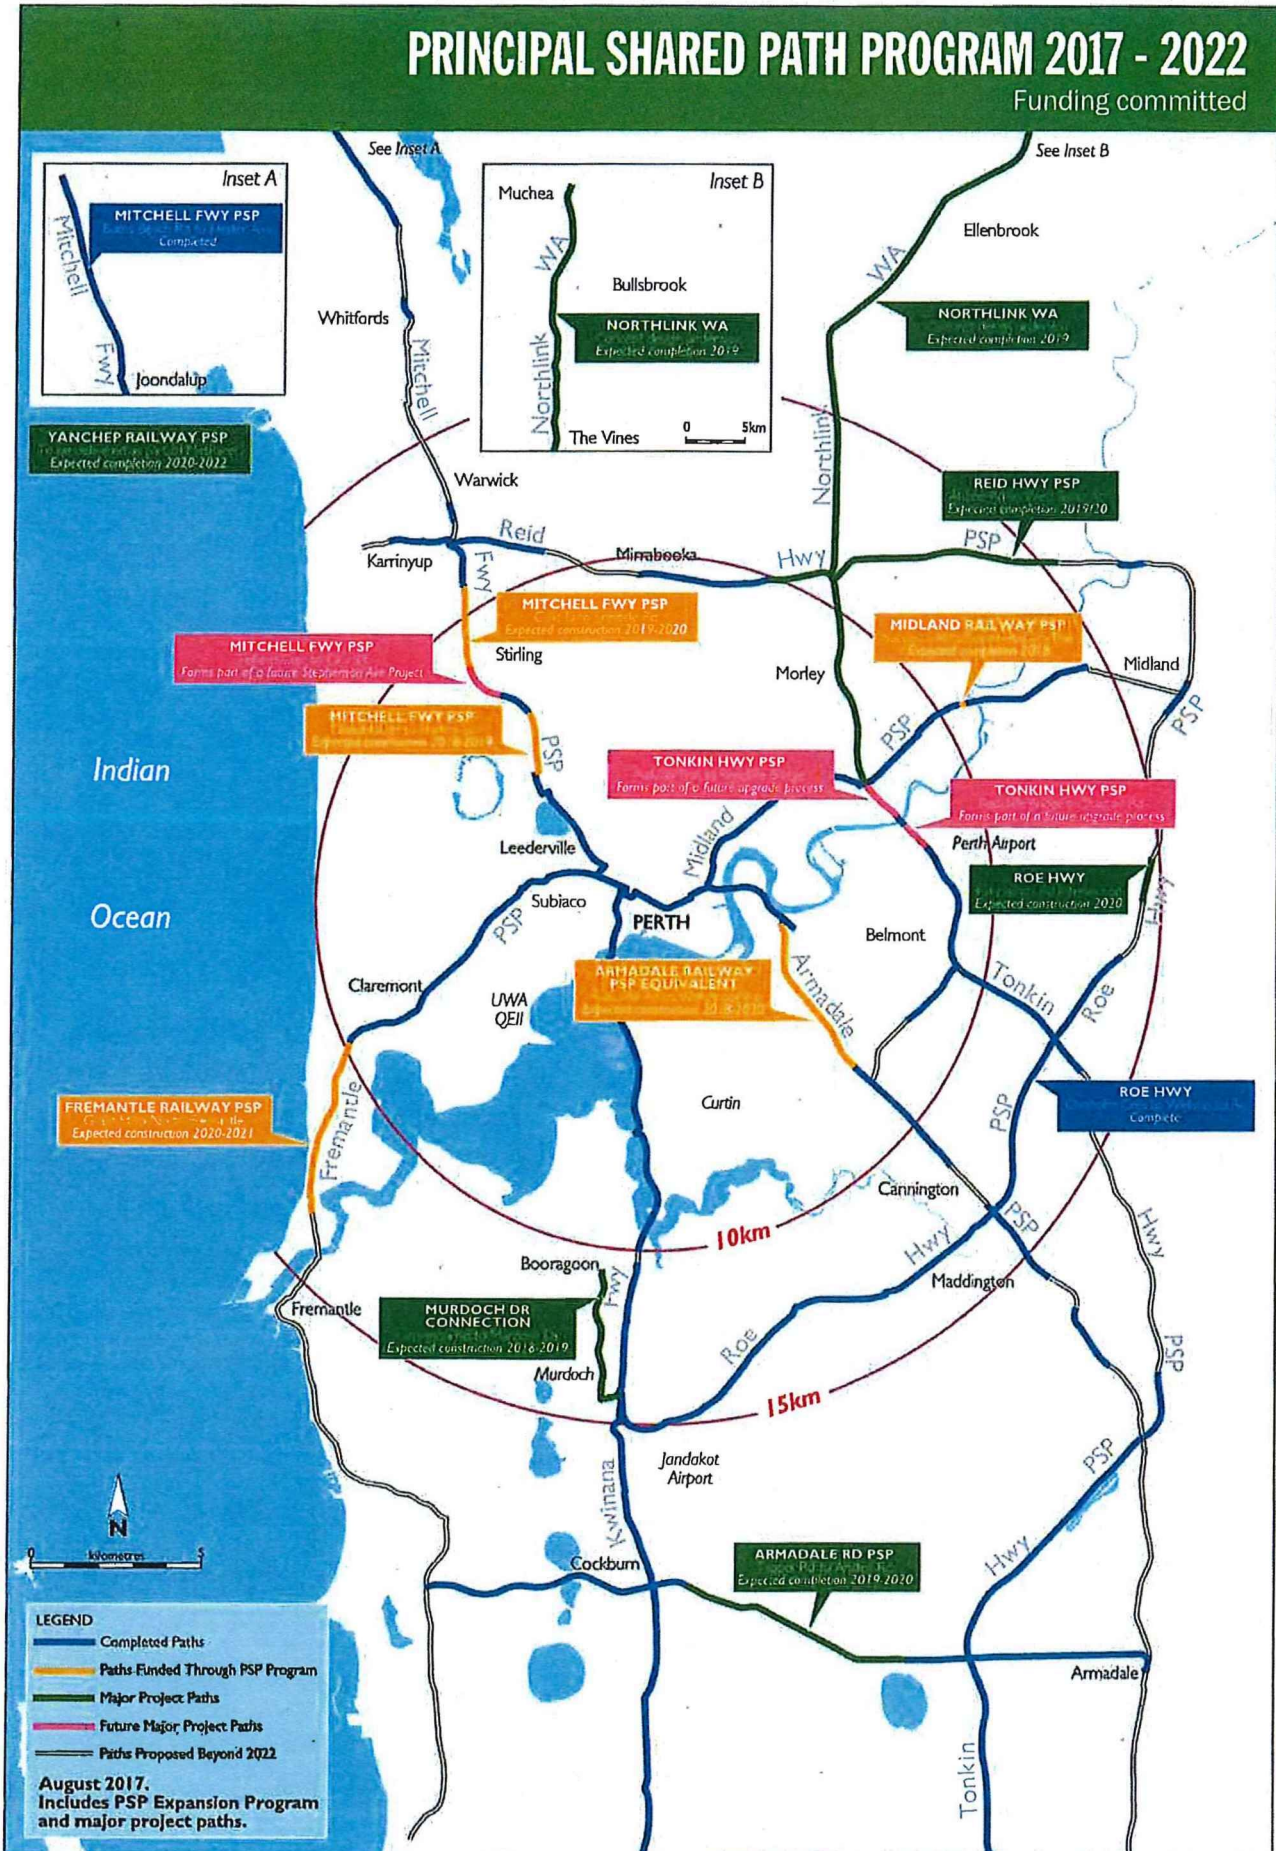 PRINCIPAL SHARED PATH PROGRAM 2017 - 2022
Funding committed
See Inset A
See Inset B
Inset A
MITCHELL FWY PSP
Completed
Mitchell
Fwy
Joondalup
Inset B
Muchea
WA
Bullsbrook
NORTHLINK WA
Expected completion 2019
Northlink
The Vines
0 5km
Ellenbrook
WA
NORTHLINK WA
Expected completion 2019
Northlink
Whitfords
Mitchell
YANCHEP RAILWAY PSP
Expected completion 2020-2022
Warwick
REID HWY PSP
Expected completion 2019/20
Karrinyup
Reid
Mirrabooka
Hwy
PSP
Fwy
MITCHELL FWY PSP
Expected construction 2019-2020
MIDLAND RAILWAY PSP
Expected completion 2018
MITCHELL FWY PSP
Forms part of a future Stephenson Ave Project
Stirling
Morley
Midland
PSP
PSP
MITCHELL FWY PSP
PSP
Indian
Ocean
TONKIN HWY PSP
Forms part of a future upgrade process
TONKIN HWY PSP
Forms part of a future upgrade process
Leederville
Midland
Perth Airport
ROE HWY
Expected construction 2020
Hwy
Subiaco
PSP
PERTH
Belmont
Claremont
UWA
QEII
ARMADALE RAILWAY
PSP EQUIVALENT
Armadale
Tonkin
Roe
FREMANTLE RAILWAY PSP
Expected construction 2020-2021
Fremantle
Curtin
PSP
ROE HWY
Complete
Cannington
PSP
Hwy
Hwy
10km
Booragoon
Fwy
Maddington
Fremantle
MURDOCH DR
CONNECTION
Expected construction 2018-2019
Roe
PSP
Murdoch
15km
Jandakot
Airport
PSP
N
0 kilometres 5
Kwinana
Hwy
Cockburn
ARMADALE RD PSP
Expected completion 2019-2020
Armadale
Tonkin
LEGEND
Completed Paths
Paths Funded Through PSP Program
Major Project Paths
Future Major Project Paths
Paths Proposed Beyond 2022
August 2017.
Includes PSP Expansion Program
and major project paths.